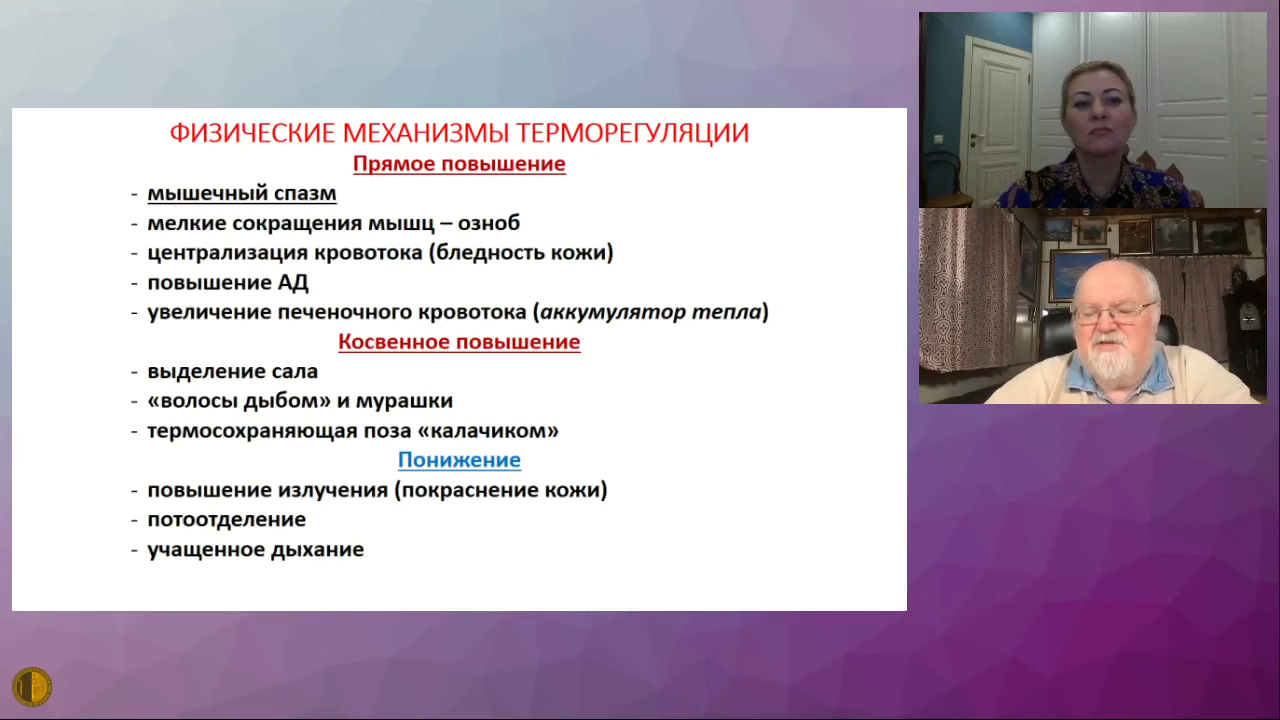 ФИЗИЧЕСКИЕ МЕХАНИЗМЫ ТЕРМОРЕГУЛЯЦИИ
Прямое повышение
- мышечный спазм
- мелкие сокращения мышц – озноб
- централизация кровотока (бледность кожи)
- повышение АД
- увеличение печеночного кровотока (аккумулятор тепла)
Косвенное повышение
- выделение сала
- «волосы дыбом» и мурашки
- термосохраняющая поза «калачиком»
Понижение
- повышение излучения (покраснение кожи)
- потоотделение
- учащенное дыхание